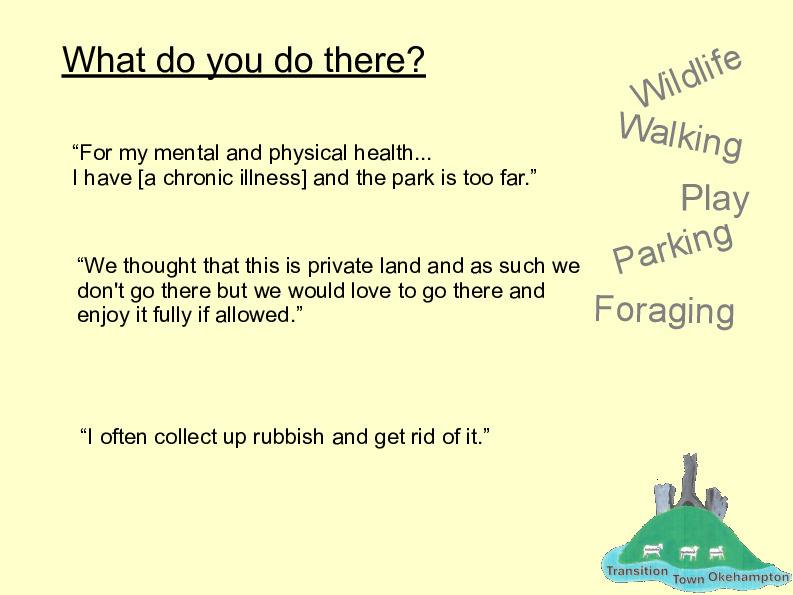 What do you do there?
“For my mental and physical health...
I have [a chronic illness] and the park is too far.”
“We thought that this is private land and as such we
don't go there but we would love to go there and
enjoy it fully if allowed.”
“I often collect up rubbish and get rid of it.”
Wildlife
Walking
Play
Parking
Foraging
Transition Town Okehampton